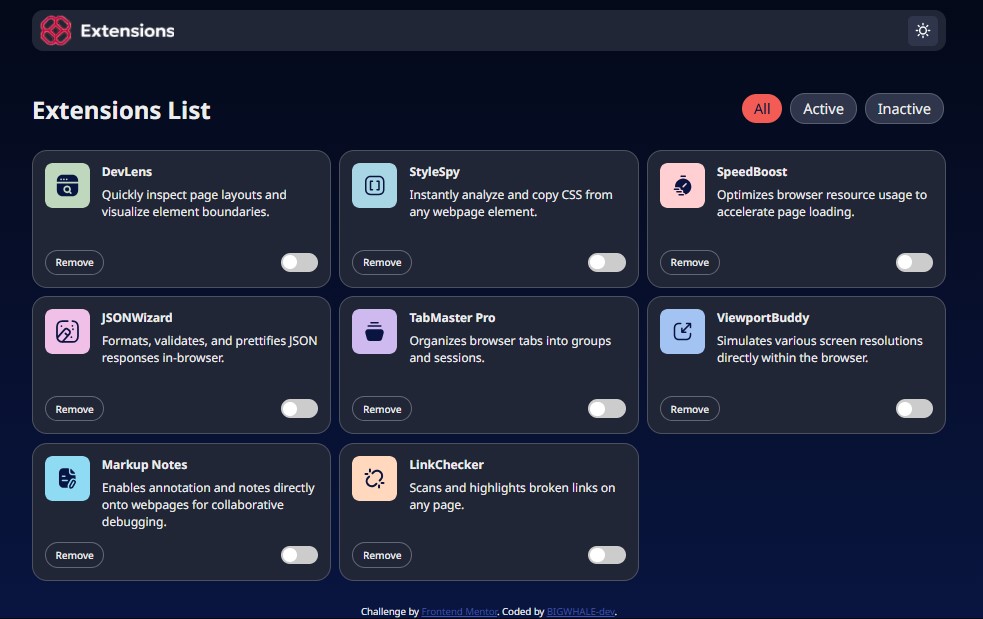 Extensions
Extensions List
All
Active
Inactive
DevLens
Quickly inspect page layouts and
visualize element boundaries.
Remove
StyleSpy
Instantly analyze and copy CSS from
any webpage element.
Remove
SpeedBoost
Optimizes browser resource usage to
accelerate page loading.
Remove
JSONWizard
Formats, validates, and prettifies JSON
responses in-browser.
Remove
TabMaster Pro
Organizes browser tabs into groups
and sessions.
Remove
ViewportBuddy
Simulates various screen resolutions
directly within the browser.
Remove
Markup Notes
Enables annotation and notes directly
onto webpages for collaborative
debugging.
Remove
LinkChecker
Scans and highlights broken links on
any page.
Remove
Challenge by Frontend Mentor. Coded by BIGWHALE-dev.